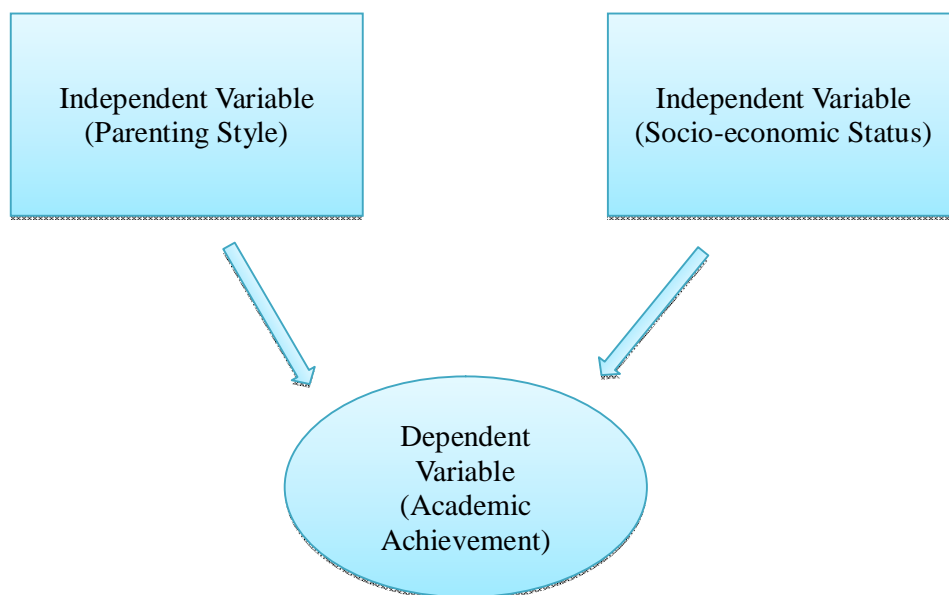 Independent Variable
(Parenting Style)
Independent Variable
(Socio-economic Status)
Dependent
Variable
(Academic
Achievement)